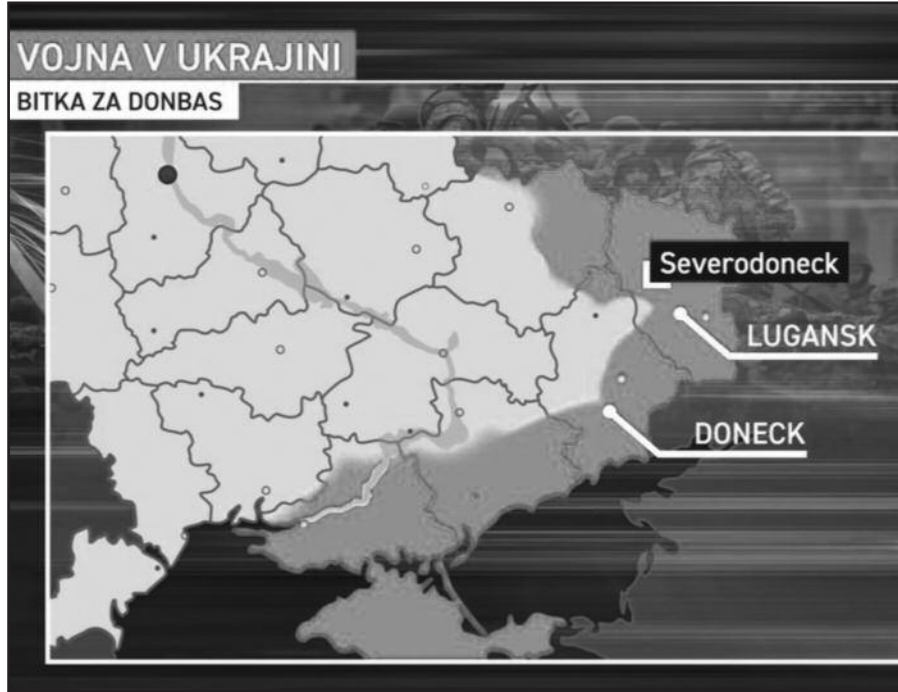 VOJNA V UKRAJINI
BITKA ZA DONBAS
Severodoneck
LUGANSK
DONECK